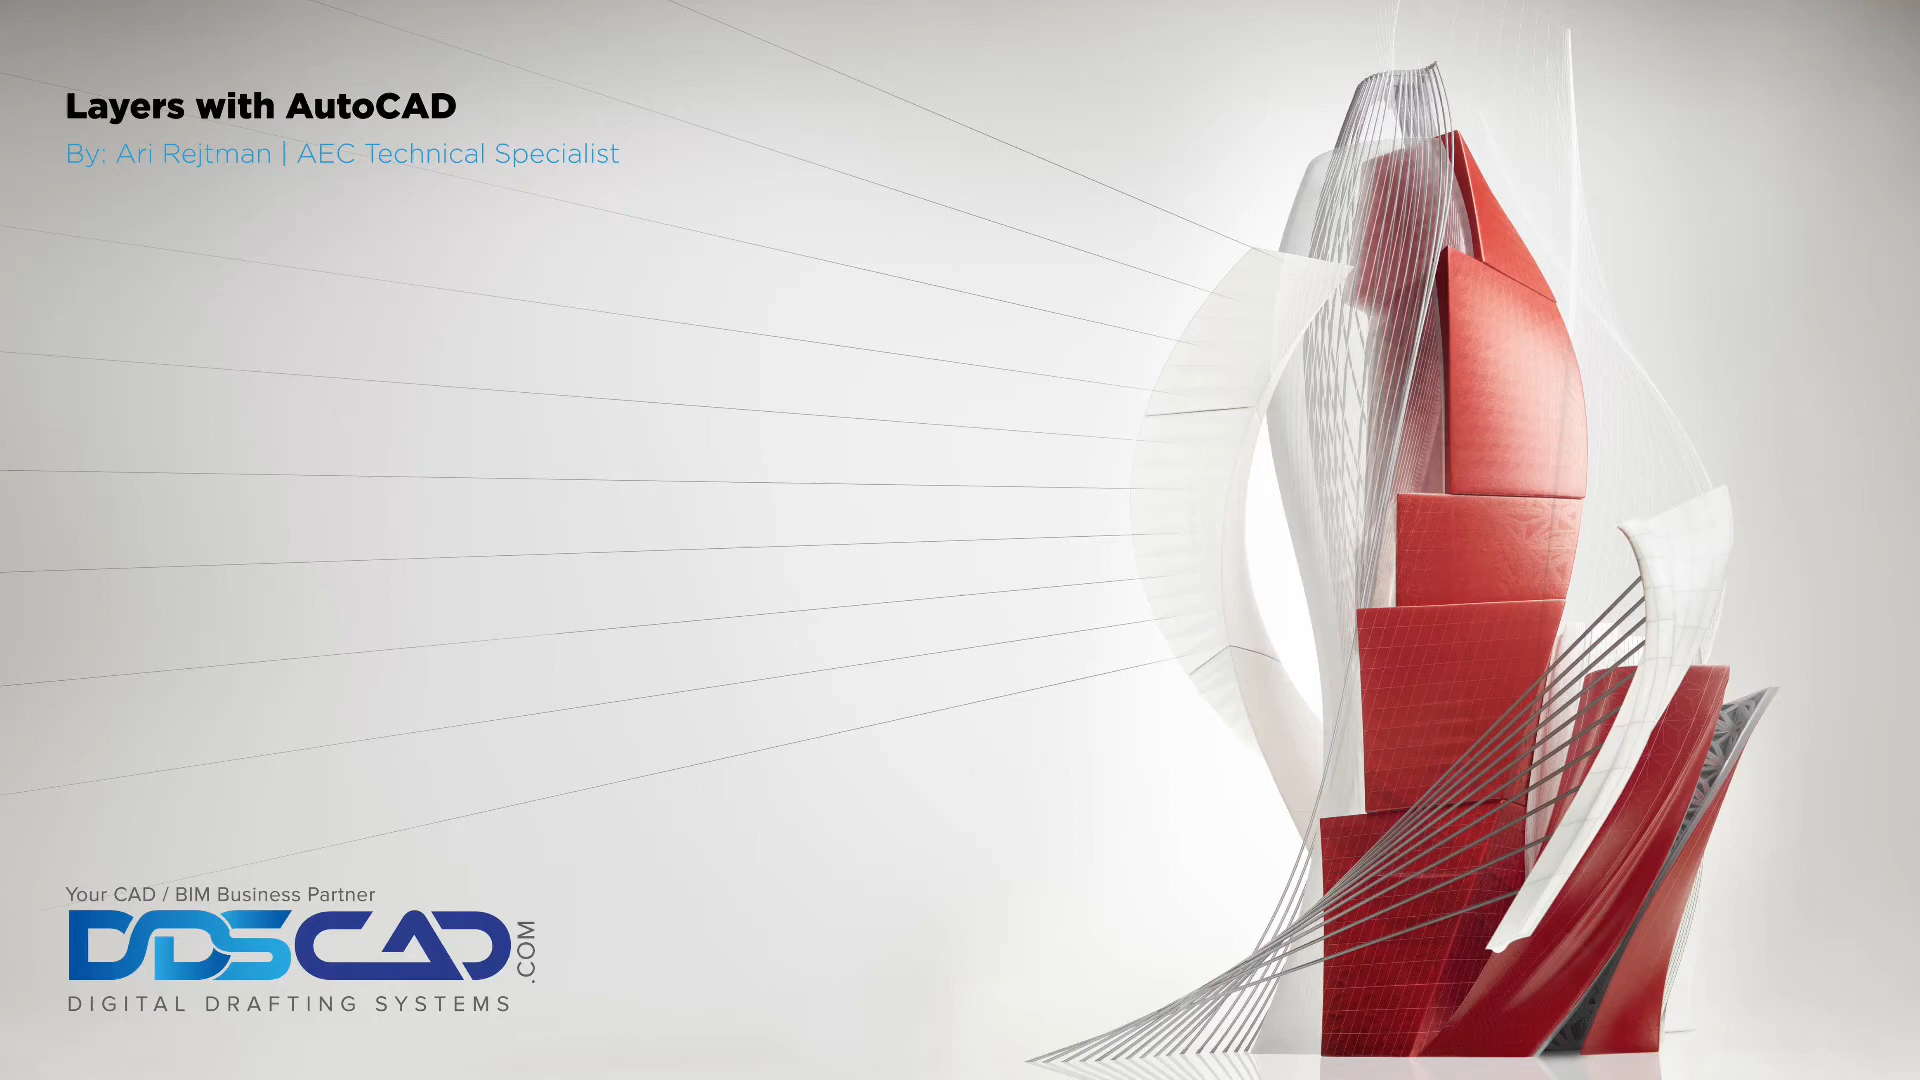 Layers with AutoCAD
By: Ari Rejtman | AEC Technical Specialist
Your CAD / BIM Business Partner
DDSCAD.COM
DIGITAL DRAFTING SYSTEMS